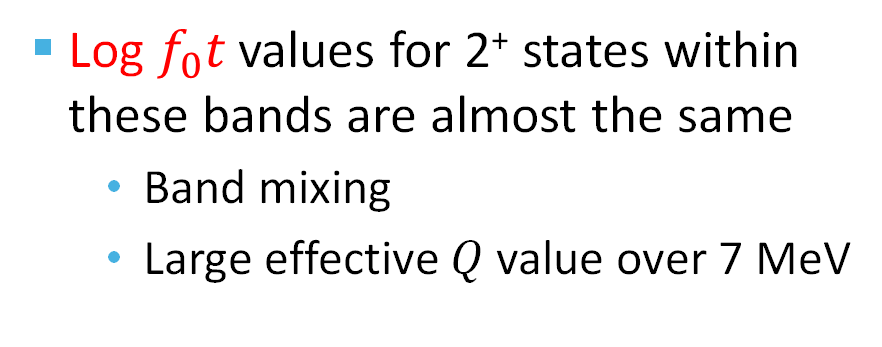 ▪ Log f₀t values for 2⁺ states within
these bands are almost the same
• Band mixing
• Large effective Q value over 7 MeV